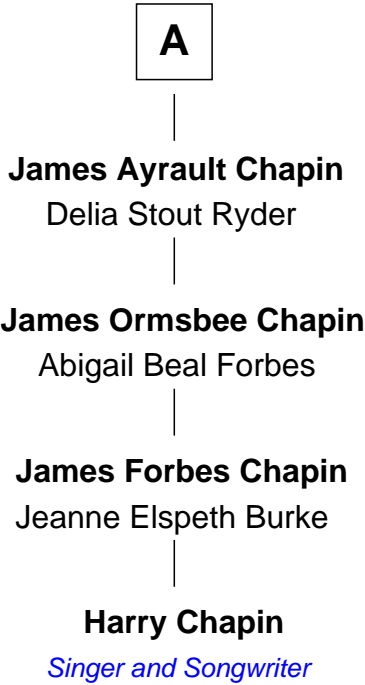 A
James Ayrault Chapin
Delia Stout Ryder
James Ormsbee Chapin
Abigail Beal Forbes
James Forbes Chapin
Jeanne Elspeth Burke
Harry Chapin
Singer and Songwriter